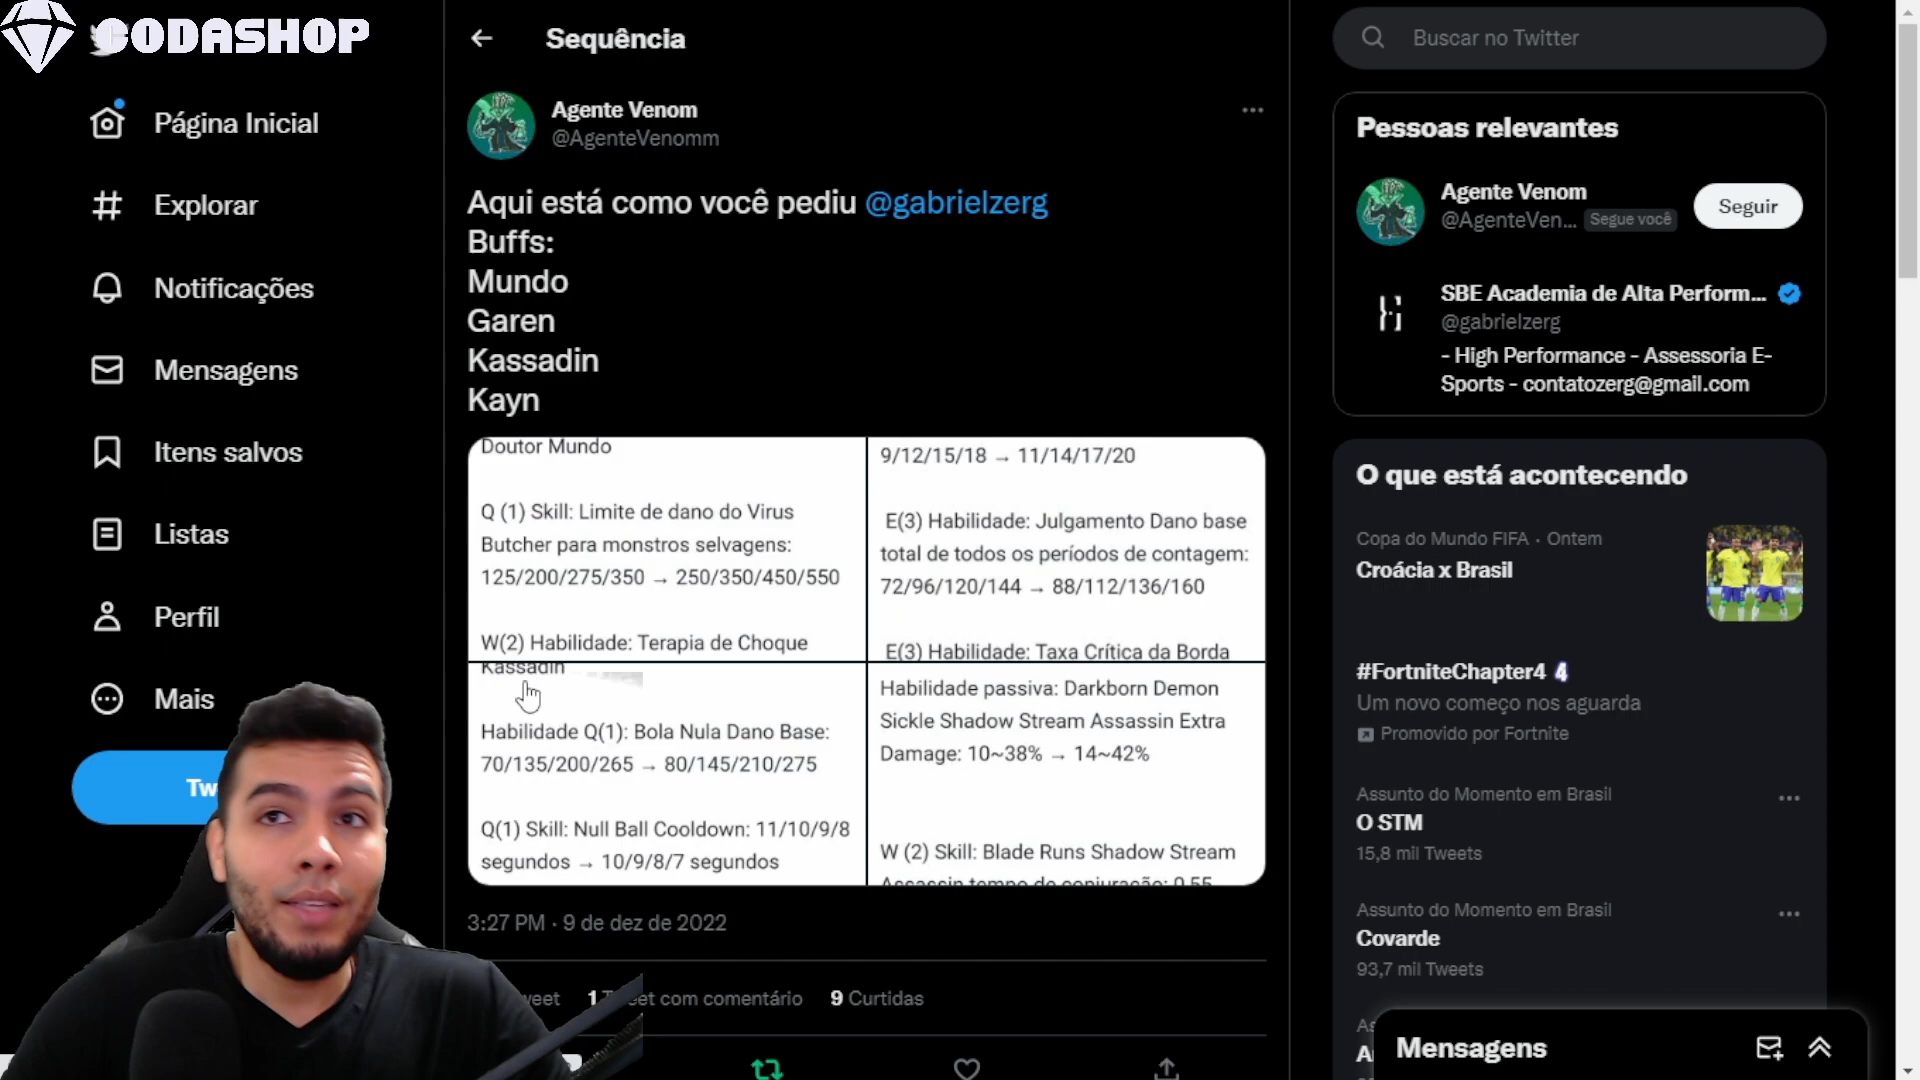 CODASHOP
Página Inicial
Explorar
Notificações
Mensagens
Itens salvos
Listas
Perfil
Mais
Sequência
Agente Venom
@AgenteVenomm
Aqui está como você pediu @gabrielzerg
Buffs:
Mundo
Garen
Kassadin
Kayn
Doutor Mundo
Q (1) Skill: Limite de dano do Virus
Butcher para monstros selvagens:
125/200/275/350 → 250/350/450/550
W(2) Habilidade: Terapia de Choque
9/12/15/18 → 11/14/17/20
E(3) Habilidade: Julgamento Dano base
total de todos os períodos de contagem:
72/96/120/144 → 88/112/136/160
E(3) Habilidade: Taxa Crítica da Borda
Kassadin
Habilidade Q(1): Bola Nula Dano Base:
70/135/200/265 → 80/145/210/275
Q(1) Skill: Null Ball Cooldown: 11/10/9/8
segundos → 10/9/8/7 segundos
Habilidade passiva: Darkborn Demon
Sickle Shadow Stream Assassin Extra
Damage: 10~38% → 14~42%
W (2) Skill: Blade Runs Shadow Stream
Assassin tempo de conjuração: 0.55
3:27 PM · 9 de dez de 2022
1 Tweet com comentário
9 Curtidas
Buscar no Twitter
Pessoas relevantes
Agente Venom
@AgenteVen... Segue você
Seguir
SBE Academia de Alta Perform...
@gabrielzerg
- High Performance - Assessoria E-
Sports - contatozerg@gmail.com
O que está acontecendo
Copa do Mundo FIFA · Ontem
Croácia x Brasil
#FortniteChapter4
Um novo começo nos aguarda
Promovido por Fortnite
Assunto do Momento em Brasil
O STM
15,8 mil Tweets
Assunto do Momento em Brasil
Covarde
93,7 mil Tweets
Mensagens